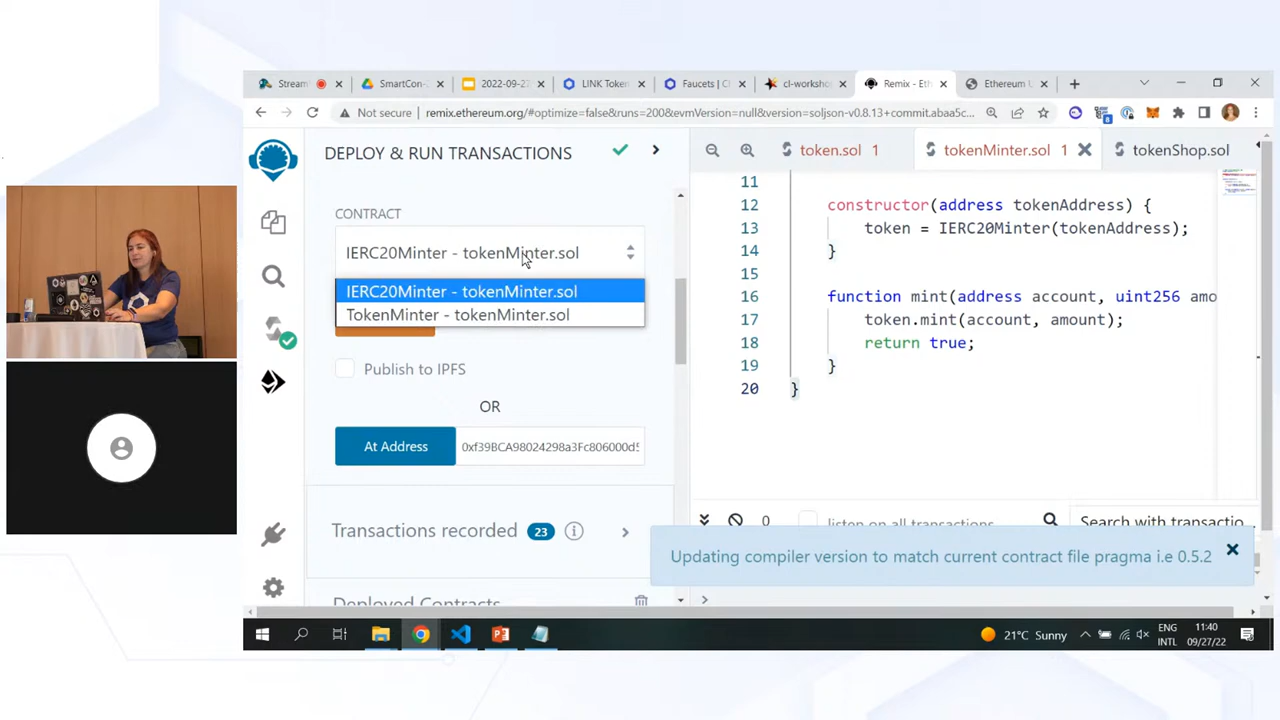 Stream
SmartCon-
2022-09-27
LINK Token
Faucets | C
cl-worksho
Remix - Eth
Ethereum U
Not secure
remix.ethereum.org/#optimize=false&runs=200&evmVersion=null&version=soljson-v0.8.13+commit.abaa5c...
8
DEPLOY & RUN TRANSACTIONS
CONTRACT
IERC20Minter - tokenMinter.sol
IERC20Minter - tokenMinter.sol
TokenMinter - tokenMinter.sol
Publish to IPFS
OR
At Address
0xf39BCA98024298a3Fc806000d5
Transactions recorded 23
Deployed Contracts
token.sol 1
tokenMinter.sol 1
tokenShop.sol
11
12 constructor(address tokenAddress) {
13 token = IERC20Minter(tokenAddress);
14 }
15
16 function mint(address account, uint256 amo
17 token.mint(account, amount);
18 return true;
19 }
20 }
0
listen on all transactions
Search with transactio
Updating compiler version to match current contract file pragma i.e 0.5.2
21°C Sunny
ENG
INTL
11:40
09/27/22